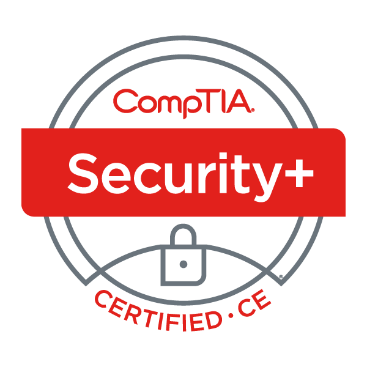 CompTIA.
Security+
CERTIFIED · CE